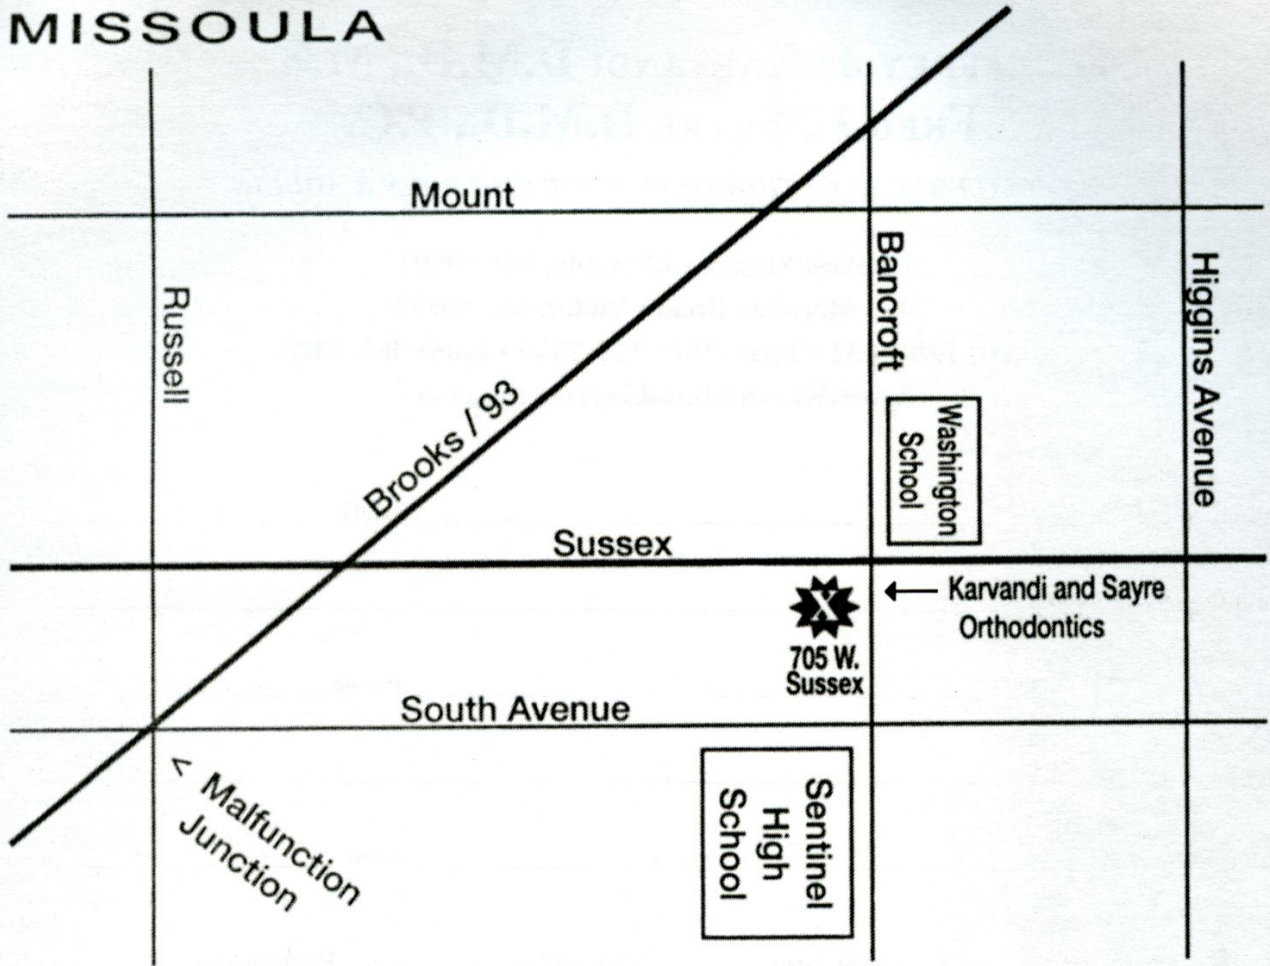 MISSOULA
Mount
Russell
Bancroft
Higgins Avenue
Brooks / 93
Washington
School
Sussex
Karvandi and Sayre
Orthodontics
X
705 W.
Sussex
South Avenue
< Malfunction
Junction
Sentinel
High
School